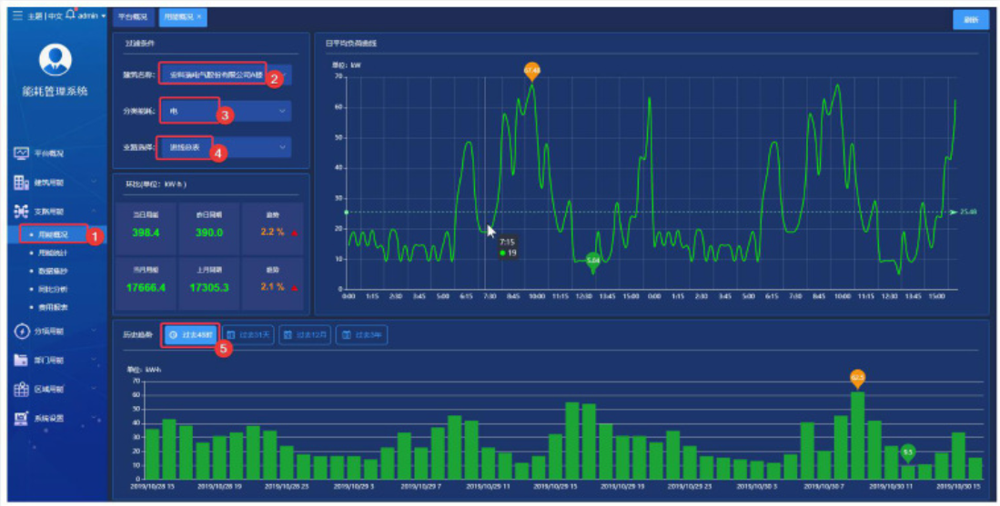 主题 | 中文 admin
能耗管理系统
平台概况
建筑用能
支路用能
用能概况
1
用能统计
数据集抄
同比分析
费用报表
分项用能
部门用能
区域用能
系统设置
平台概况
用能概况 ×
刷新
过滤条件
建筑名称: 安科瑞电气股份有限公司A楼
2
分类能耗: 电
3
支路选择: 进线总表
4
环比(单位: kW·h)
当日用能 昨日同期 趋势
398.4 390.0 2.2 %
当月用能 上月同期 趋势
17666.4 17305.3 2.1 %
日平均负荷曲线
单位: kW
67.48
70
60
50
40
30
20
10
0
25.48
7:15
19
5.04
0:00 1:15 2:30 3:45 5:00 6:15 7:30 8:45 10:00 11:15 12:30 13:45 15:00 0:00 1:15 2:30 3:45 5:00 6:15 7:30 8:45 10:00 11:15 12:30 13:45 15:00
历史趋势 过去48时 过去31天 过去12月 过去3年
5
单位: kW·h
70
60
50
40
30
20
10
0
62.5
9.5
2019/10/28 15 2019/10/28 19 2019/10/28 23 2019/10/29 3 2019/10/29 7 2019/10/29 11 2019/10/29 15 2019/10/29 19 2019/10/29 23 2019/10/30 3 2019/10/30 7 2019/10/30 11 2019/10/30 15